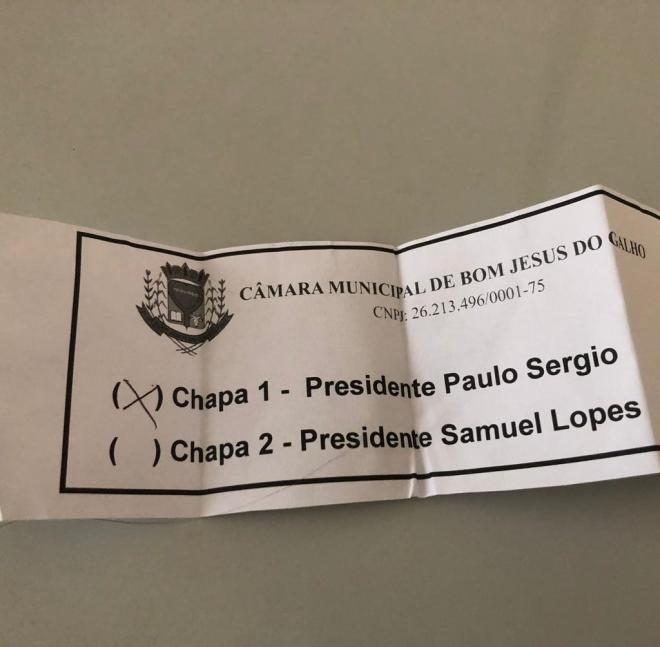 CÂMARA MUNICIPAL DE BOM JESUS DO GALHO
CNPJ: 26.213.496/0001-75
(X) Chapa 1 - Presidente Paulo Sergio
( ) Chapa 2 - Presidente Samuel Lopes